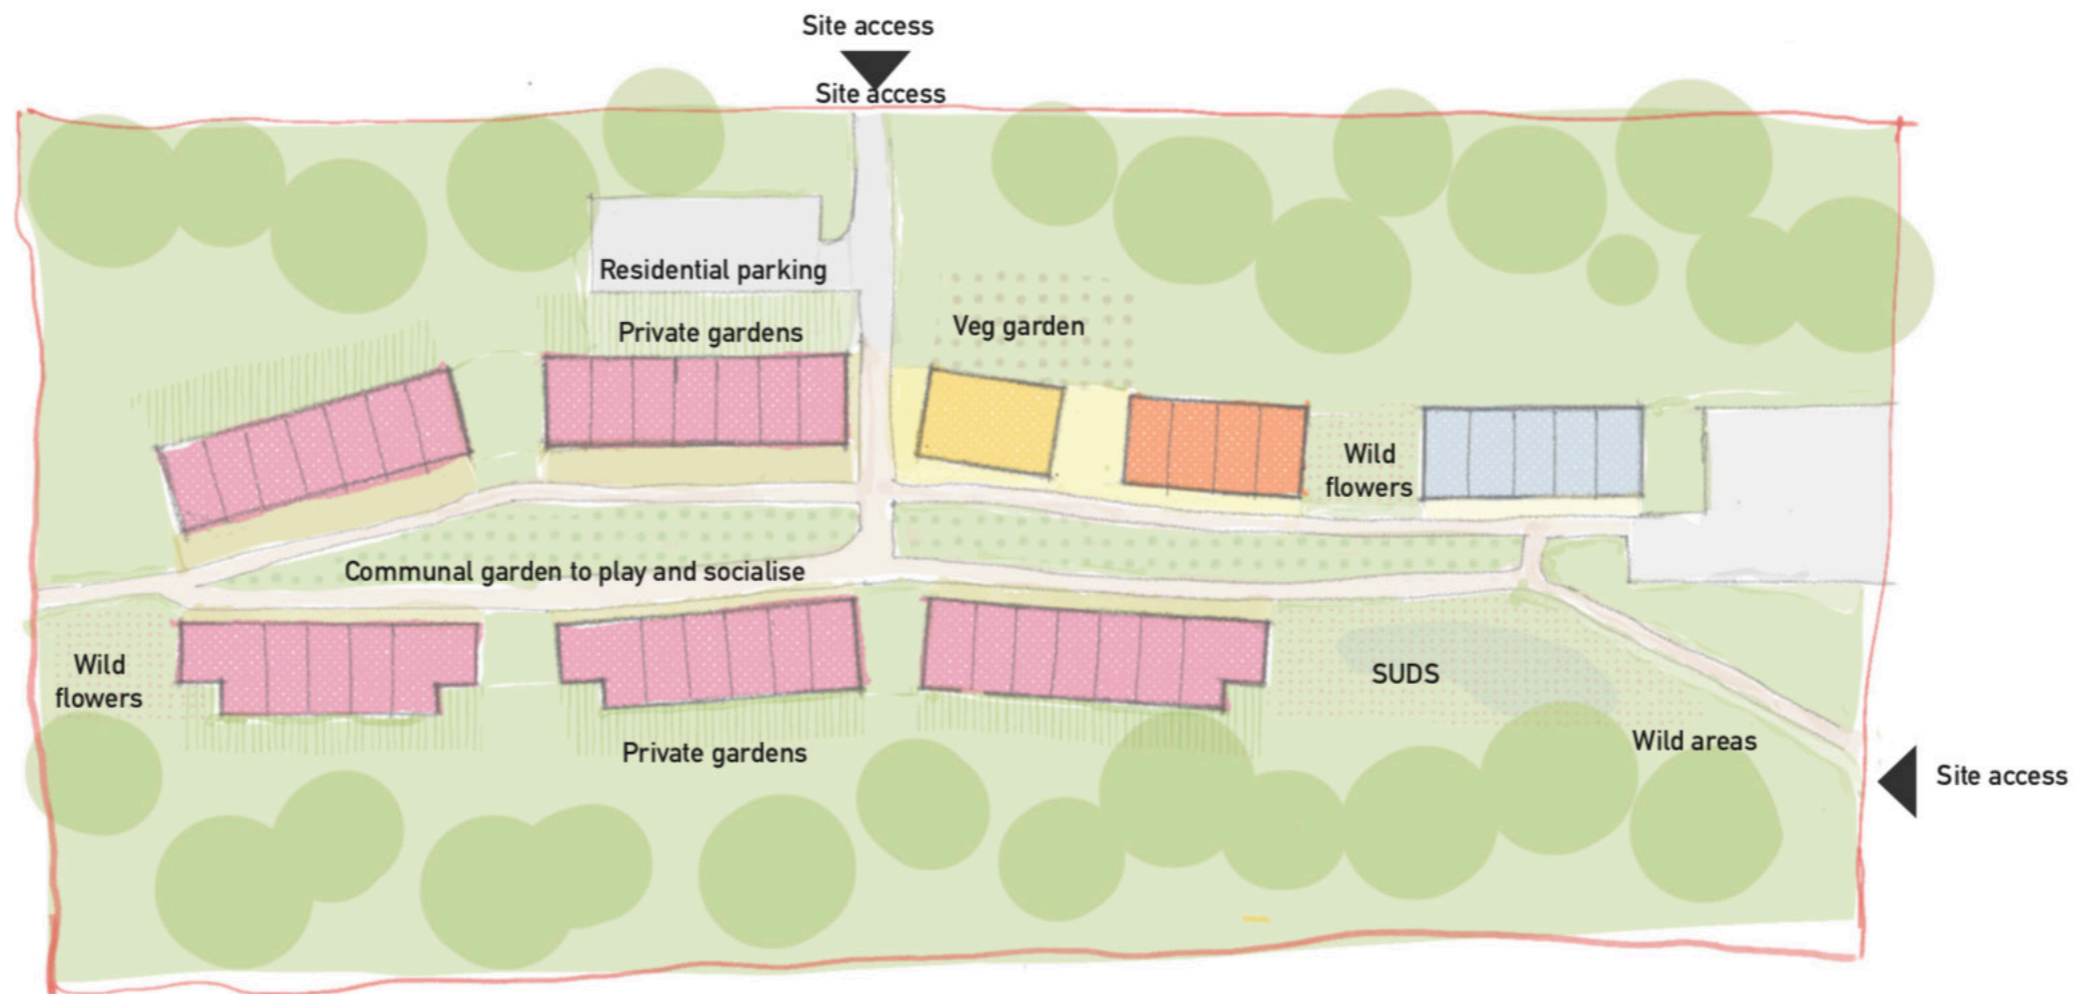 Site access
Site access
Residential parking
Private gardens
Veg garden
Wild
flowers
Communal garden to play and socialise
Wild
flowers
SUDS
Private gardens
Wild areas
Site access